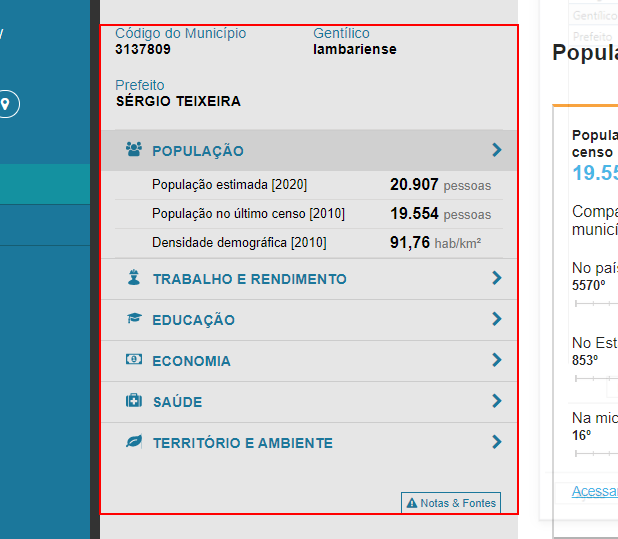 Código do Município
Gentílico
3137809
lambariense
Prefeito
SÉRGIO TEIXEIRA
POPULAÇÃO
População estimada [2020] 20.907 pessoas
População no último censo [2010] 19.554 pessoas
Densidade demográfica [2010] 91,76 hab/km²
TRABALHO E RENDIMENTO
EDUCAÇÃO
ECONOMIA
SAÚDE
TERRITÓRIO E AMBIENTE
Notas & Fontes
Gentílico
Prefeito
Popula
Popula
censo
19.55
Compa
municí
No país
5570º
No Est
853º
Na mic
16º
Acessar